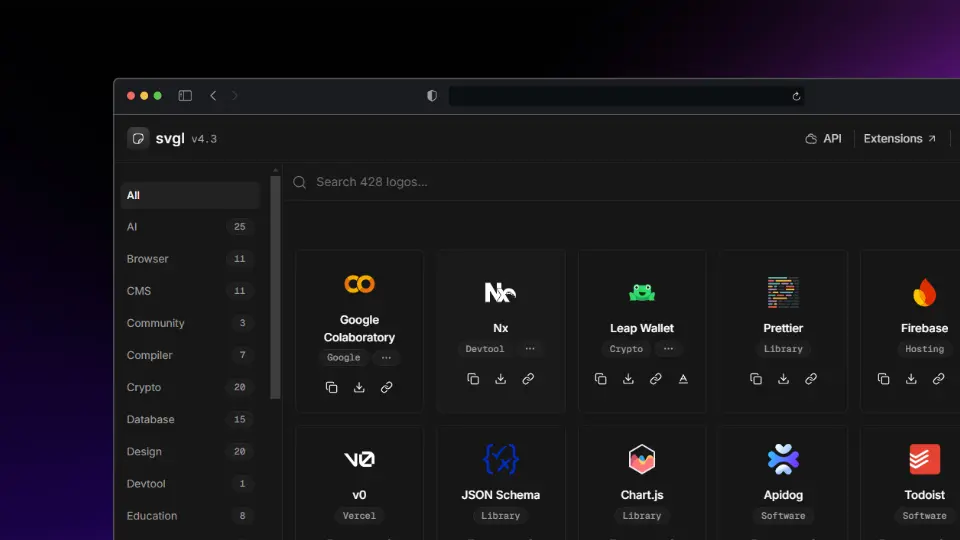 svgl v4.3
API
Extensions
Search 428 logos...
All
AI 25
Browser 11
CMS 11
Community 3
Compiler 7
Crypto 20
Database 15
Design 20
Devtool 1
Education 8
Google
Colaboratory
Google ...
Nx
Devtool ...
Leap Wallet
Crypto ...
Prettier
Library
Firebase
Hosting
v0
Vercel
JSON Schema
Library
Chart.js
Library
Apidog
Software
Todoist
Software